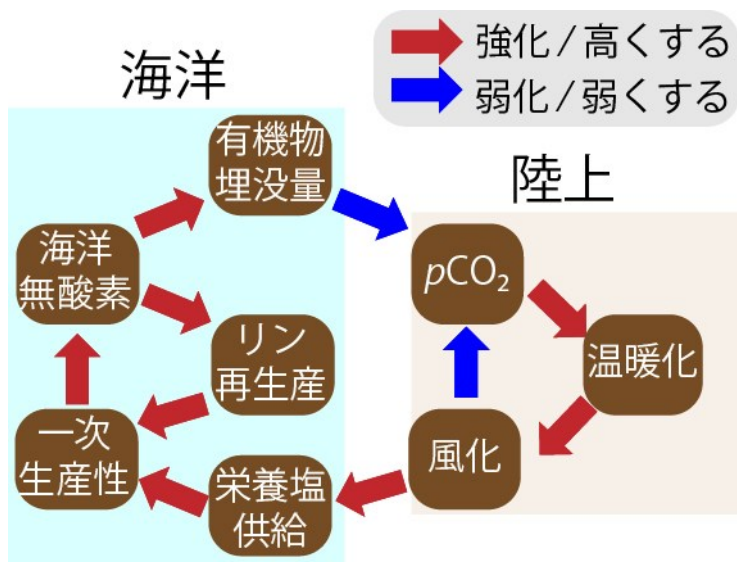 強化 / 高くする
弱化 / 弱くする
海洋
陸上
有機物
埋没量
海洋
無酸素
pCO₂
リン
再生産
温暖化
一次
生産性
風化
栄養塩
供給